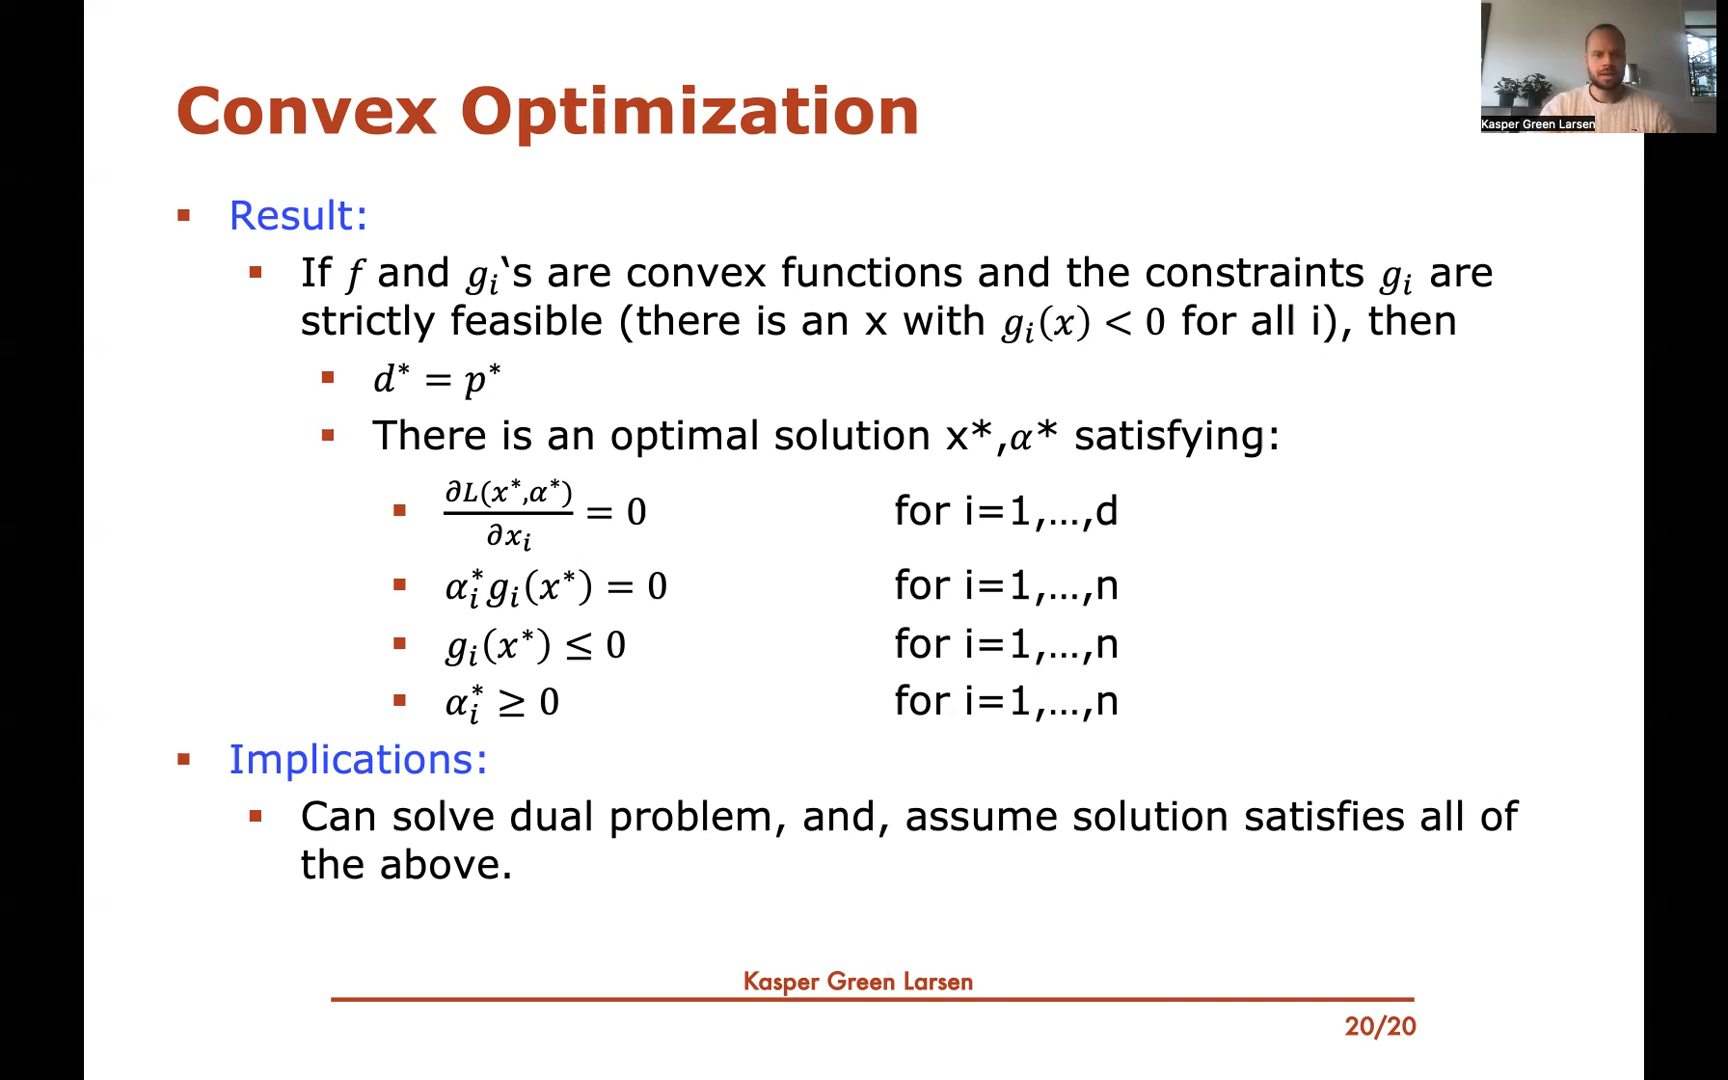 Kasper Green Larsen
Convex Optimization
▪ Result:
▪ If f and gᵢ‘s are convex functions and the constraints gᵢ are
strictly feasible (there is an x with gᵢ(x) < 0 for all i), then
▪ d* = p*
▪ There is an optimal solution x*,α* satisfying:
▪ ∂L(x*,α*)/∂xᵢ = 0 for i=1,...,d
▪ αᵢ* gᵢ(x*) = 0 for i=1,...,n
▪ gᵢ(x*) ≤ 0 for i=1,...,n
▪ αᵢ* ≥ 0 for i=1,...,n
▪ Implications:
▪ Can solve dual problem, and, assume solution satisfies all of
the above.
Kasper Green Larsen
20/20